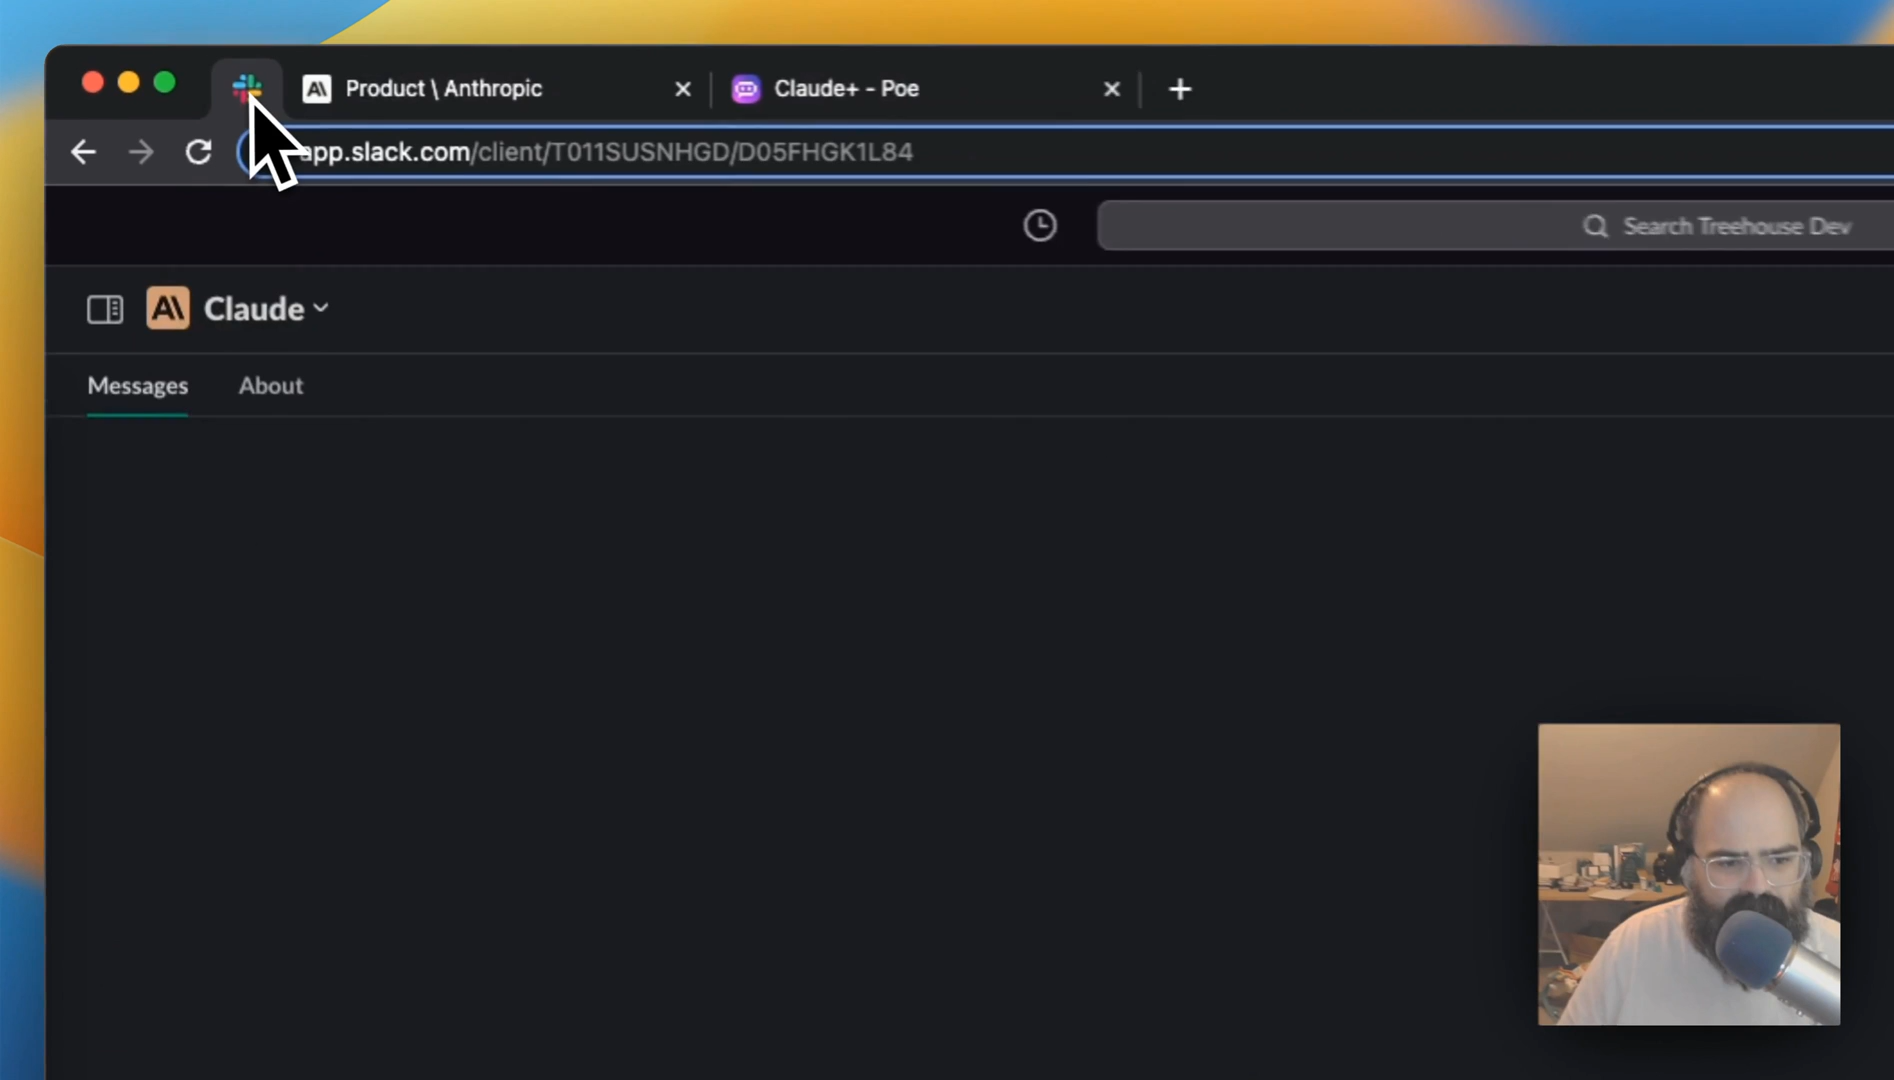 Product \ Anthropic
Claude+ - Poe
app.slack.com/client/T011SUSNHGD/D05FHGK1L84
Search Treehouse Dev
Claude
Messages
About